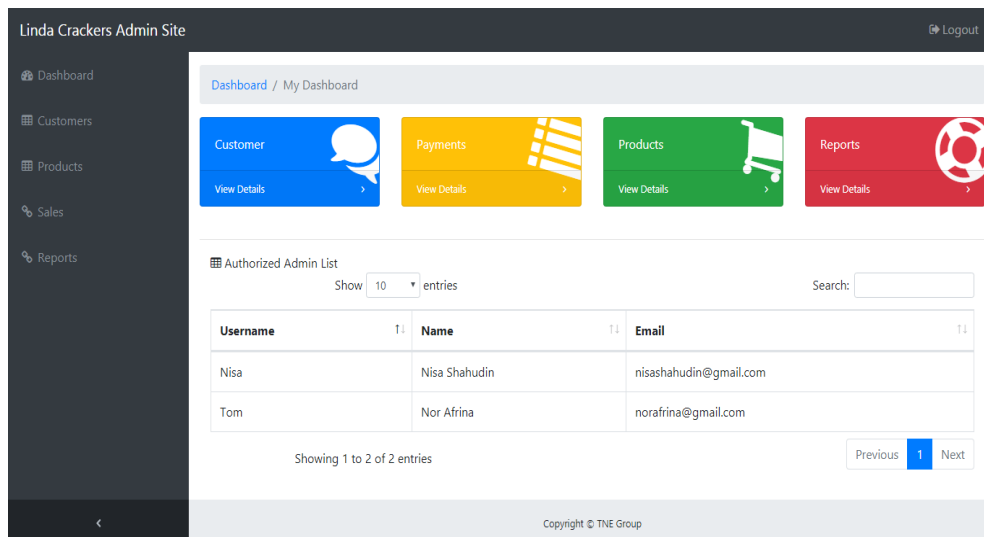 Linda Crackers Admin Site
Logout
Dashboard
Customers
Products
Sales
Reports
Dashboard / My Dashboard
Customer
View Details
Payments
View Details
Products
View Details
Reports
View Details
Authorized Admin List
Show 10 entries
Search:
Username Name Email
Nisa Nisa Shahudin nisashahudin@gmail.com
Tom Nor Afrina norafrina@gmail.com
Showing 1 to 2 of 2 entries
Previous 1 Next
Copyright © TNE Group